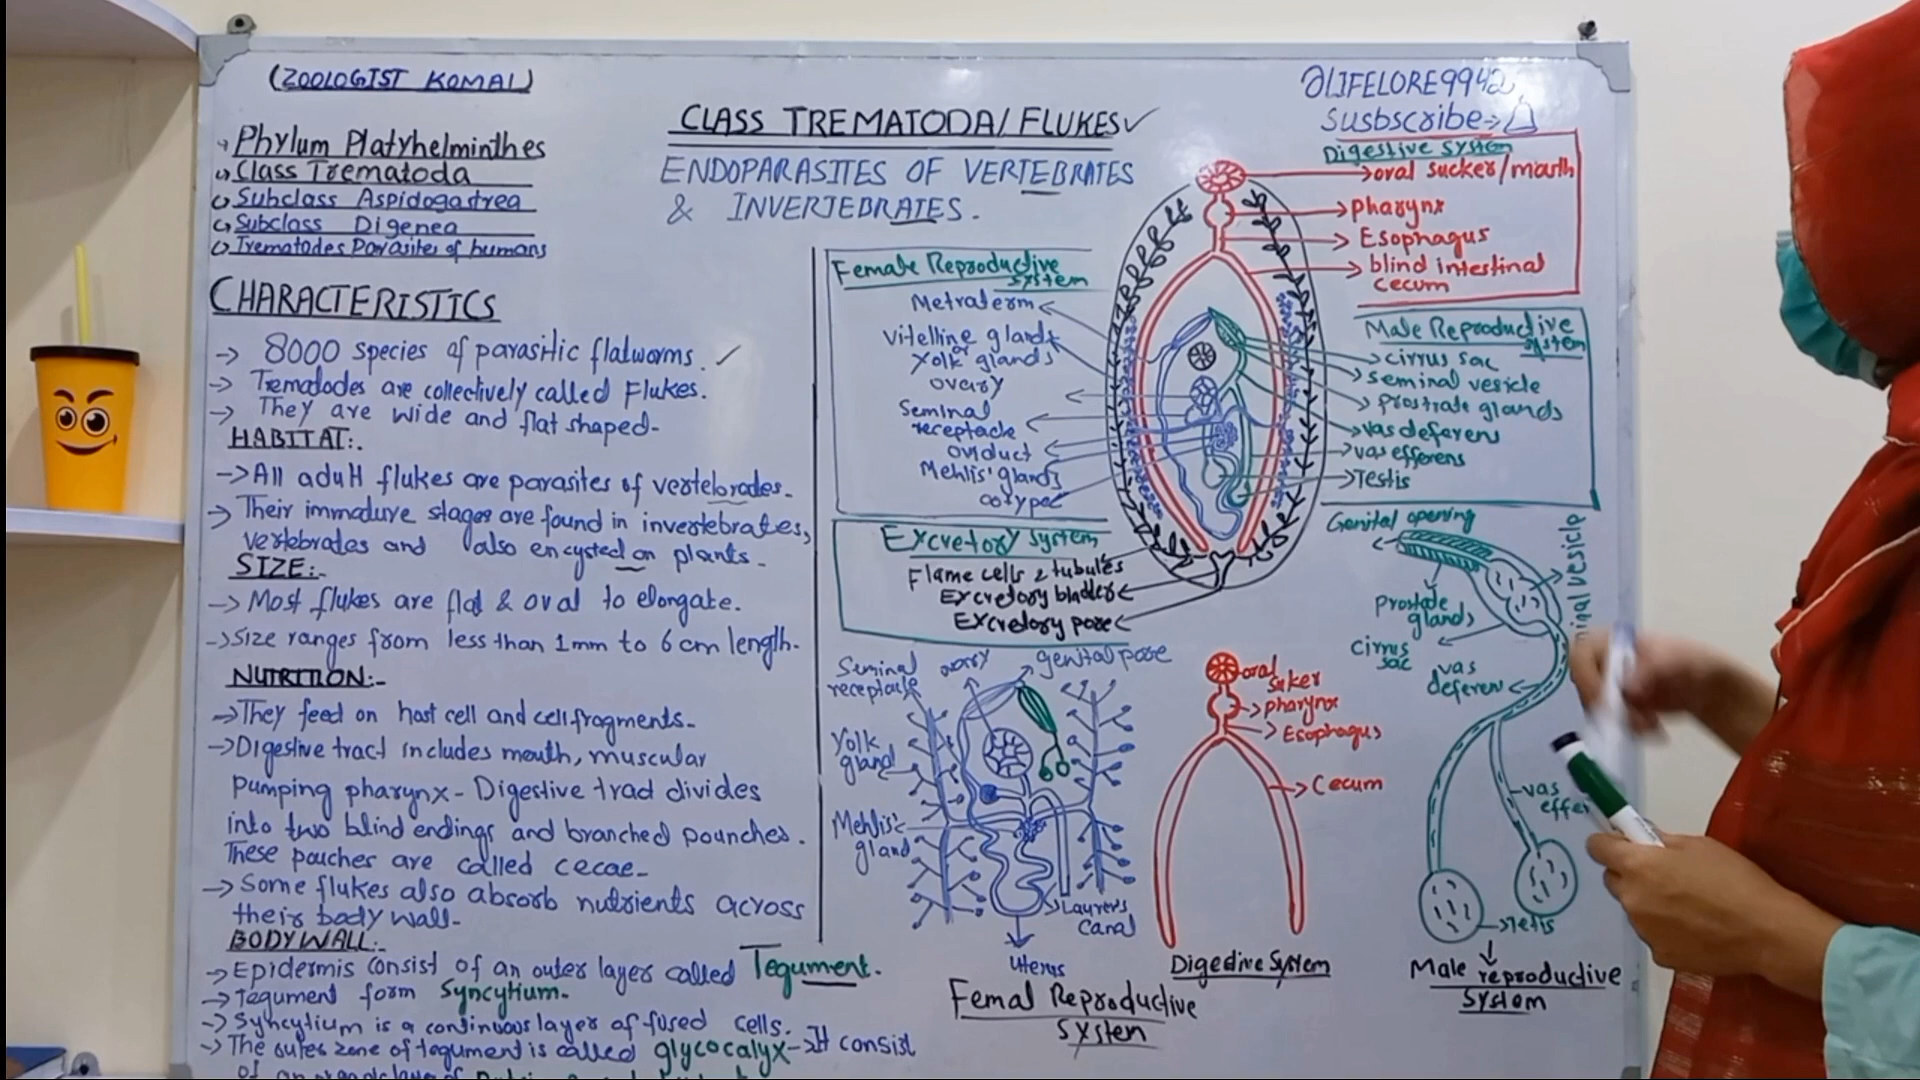 (ZOOLOGIST KOMAL)
Phylum Platyhelminthes
Class Trematoda
Subclass Aspidogastrea
Subclass Digenea
Trematodes Parasites of humans
CHARACTERISTICS
→ 8000 species of parasitic flatworms. ✓
→ Trematodes are collectively called Flukes.
→ They are wide and flat shaped-
HABITAT:-
→ All adult flukes are parasites of vertebrates-
→ Their immature stages are found in invertebrates,
vertebrates and also encysted on plants-
SIZE:-
→ Most flukes are flat & oval to elongate.
→ Size ranges from less than 1mm to 6 cm length-
NUTRITION:-
→ They feed on host cell and cell fragments-
→ Digestive tract includes mouth, muscular
pumping pharynx- Digestive tract divides
into two blind endings and branched pounches.
These pouches are called cecae-
→ Some flukes also absorb nutrients across
their body wall-
BODY WALL:-
→ Epidermis consist of an outer layer called Tegument.
→ Tegument form Syncytium-
→ Syncytium is a continuous layer of fused cells.
→ The outer zone of tegument is called glycocalyx-→It consist
CLASS TREMATODA/FLUKES✓
ENDOPARASITES OF VERTEBRATES
& INVERTEBRATES.
@LIFELORE9942
Susbscribe→
Digestive system
oral sucker/mouth
pharynx
Esophagus
blind intestinal
cecum
Female Reproductive
system
Metraterm
Vitelline glands
or
Yolk glands
ovary
Seminal
receptacle
oviduct
Mehlis' glands
ootype
Male Reproductive
system
cirrus sac
seminal vesicle
prostrate glands
vas deferens
vas efferens
Testis
Excretory system
Flame cells & tubules
Excretory bladder
Excretory pore
Seminal
receptacle
ovary
genital pore
Yolk
gland
Mehlis's
gland
Laurers
canal
Uterus
Femal Reproductive
System
oral
suker
pharynx
Esophagus
Cecum
Digestive System
Genital opening
Prostate
glands
cirrus
sac
vas
deferen
vesicle
vas
Testis
Male reproductive
System